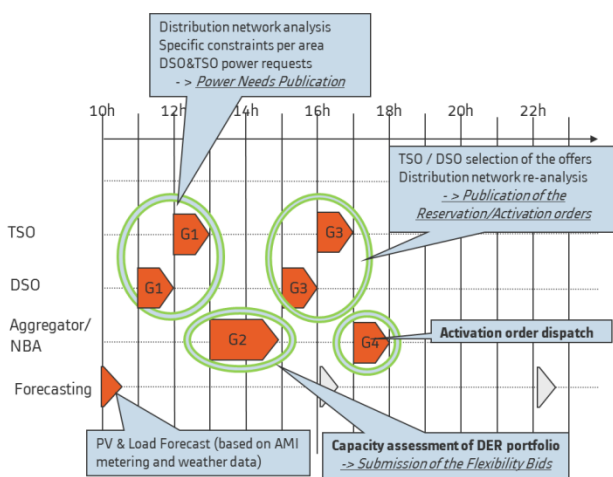 Distribution network analysis
Specific constraints per area
DSO&TSO power requests
- > Power Needs Publication
10h 12h 14h 16h 18h 20h 22h
TSO / DSO selection of the offers
Distribution network re-analysis
- > Publication of the
Reservation/Activation orders
TSO G1 G3
DSO G1 G3
Aggregator/
NBA
G2 G4 Activation order dispatch
Forecasting
PV & Load Forecast (based on AMI
metering and weather data)
Capacity assessment of DER portfolio
-> Submission of the Flexibility Bids